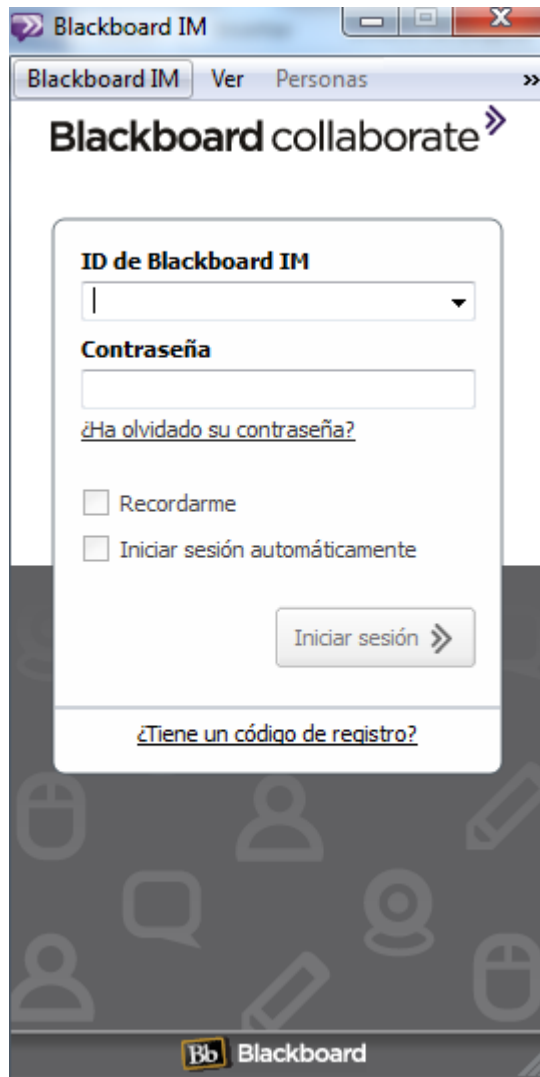 Blackboard IM
Blackboard IM Ver Personas »
Blackboard collaborate
ID de Blackboard IM
Contraseña
¿Ha olvidado su contraseña?
Recordarme
Iniciar sesión automáticamente
Iniciar sesión
¿Tiene un código de registro?
Bb Blackboard